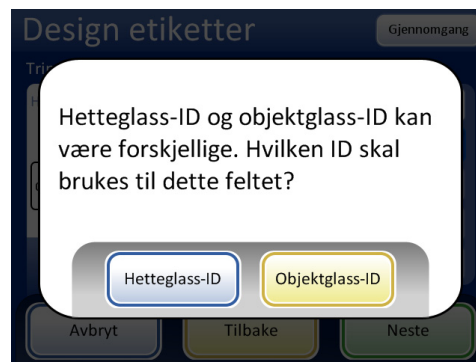 Design etiketter
Gjennomgang
Hetteglass-ID og objektglass-ID kan
være forskjellige. Hvilken ID skal
brukes til dette feltet?
Hetteglass-ID
Objektglass-ID
Avbryt
Tilbake
Neste